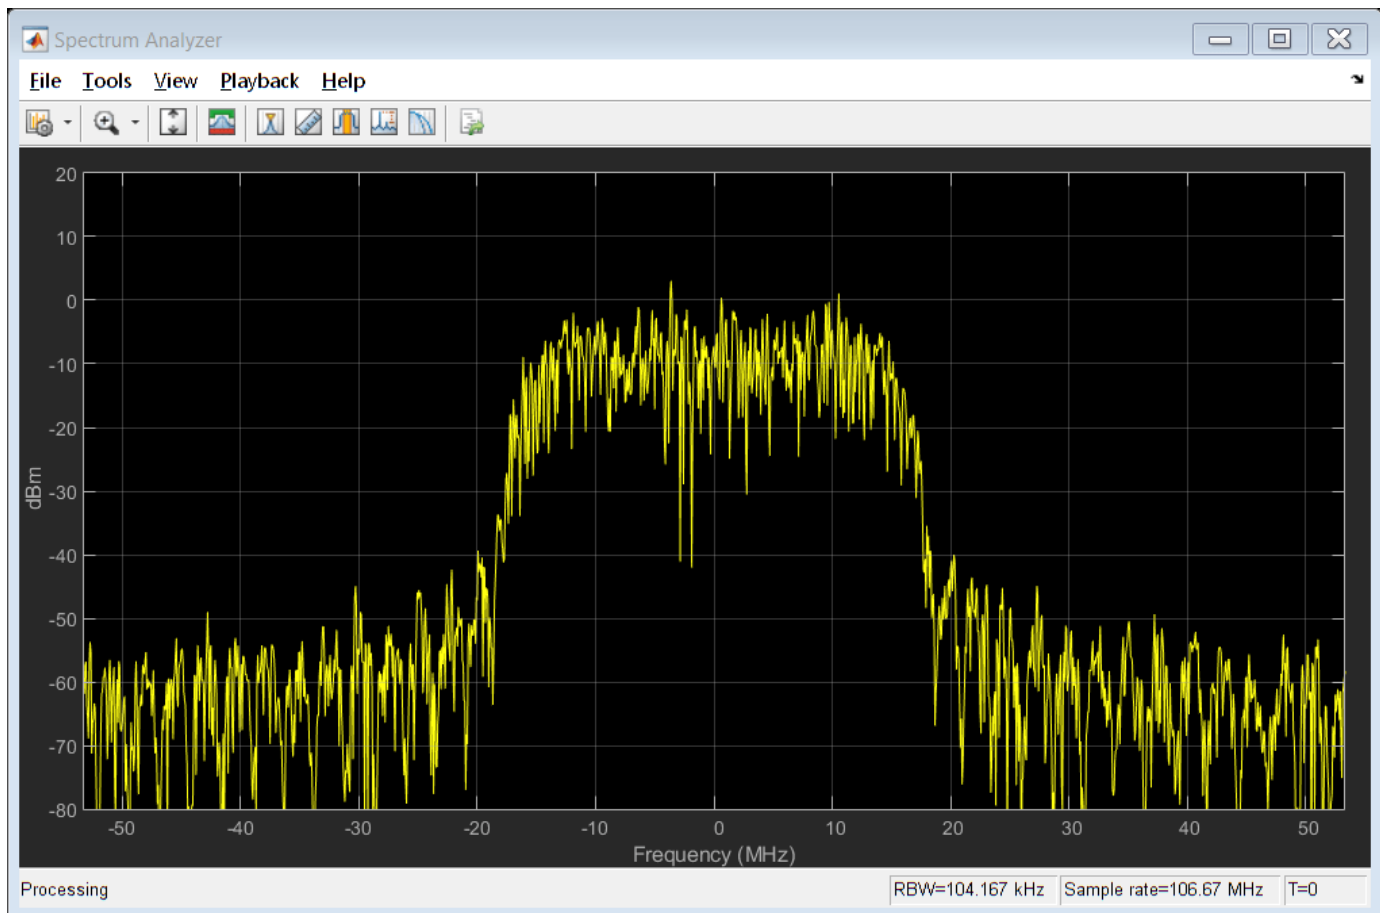 Spectrum Analyzer
File Tools View Playback Help
20
10
0
-10
-20
-30
-40
-50
-60
-70
-80
dBm
-50 -40 -30 -20 -10 0 10 20 30 40 50
Frequency (MHz)
Processing RBW=104.167 kHz Sample rate=106.67 MHz T=0